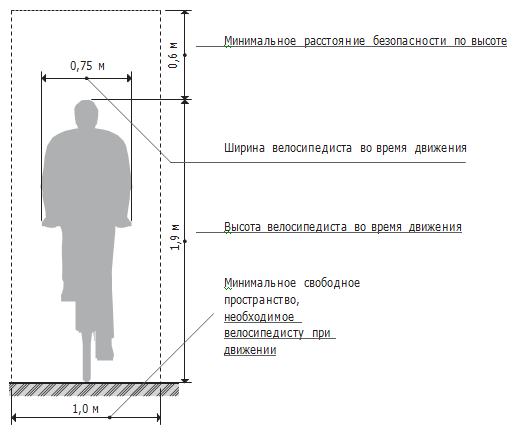 0,6 м
Минимальное расстояние безопасности по высоте
0,75 м
Ширина велосипедиста во время движения
1,9 м
Высота велосипедиста во время движения
Минимальное свободное
пространство,
необходимое
велосипедисту при
движении
1,0 м